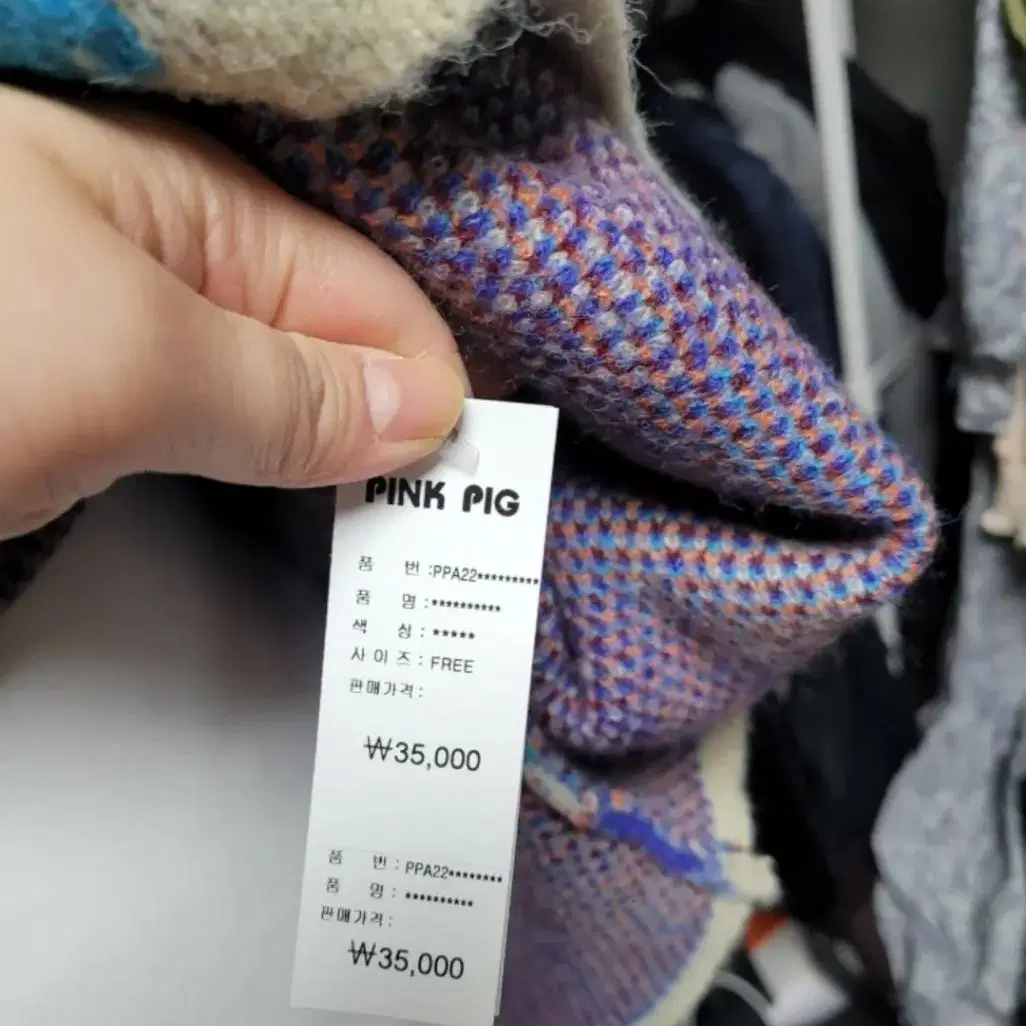 PINK PIG
품 번 :PPA22*********
품 명 : **********
색 상 : *****
사 이 즈 : FREE
판매가격 :
₩35,000
품 번 : PPA22********
품 명 : **********
판매가격 :
₩35,000